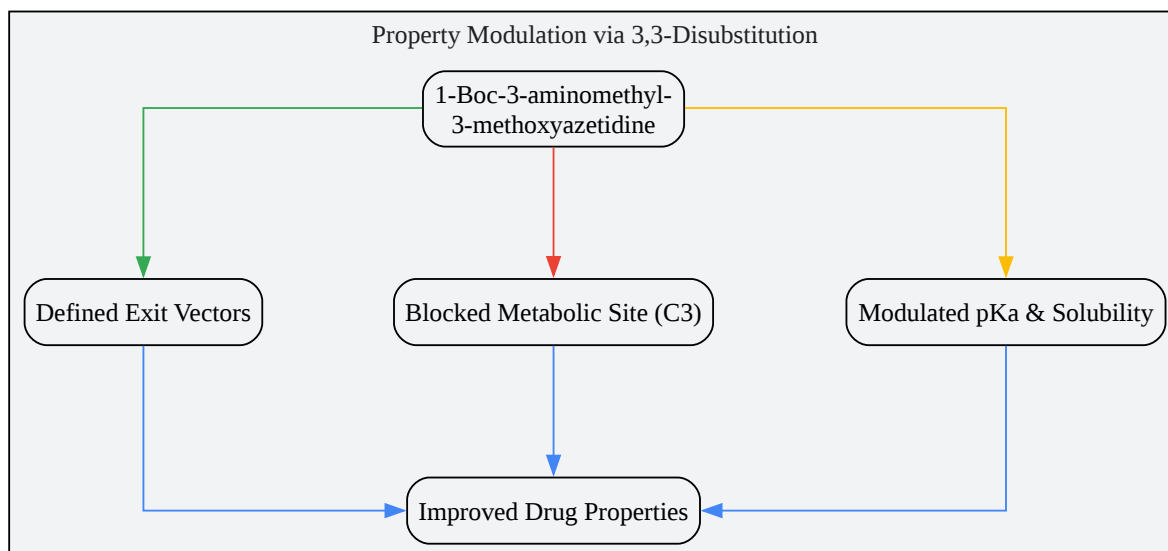 Property Modulation via 3,3-Disubstitution
1-Boc-3-aminomethyl-
3-methoxyazetidine
Defined Exit Vectors
Blocked Metabolic Site (C3)
Modulated pKa & Solubility
Improved Drug Properties